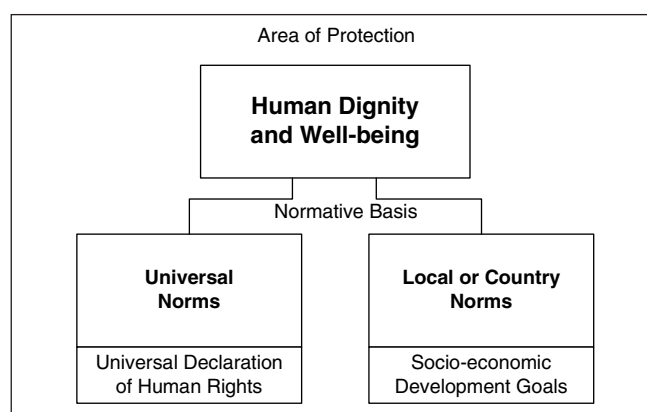 Area of Protection
Human Dignity
and Well-being
Normative Basis
Universal
Norms
Universal Declaration
of Human Rights
Local or Country
Norms
Socio-economic
Development Goals